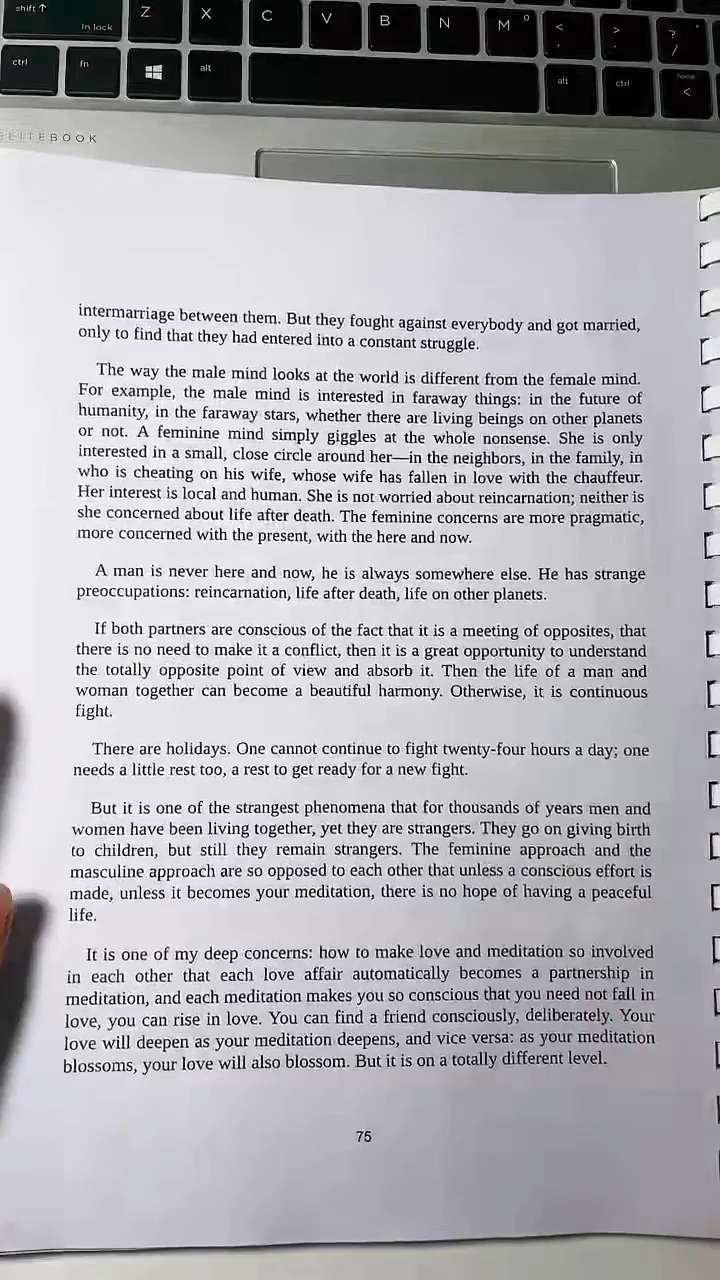 shift ↑
ln lock
Z
X
C
V
B
N
M
<
>
?
/
ctrl
fn
alt
alt
ctrl
home
<
ELITEBOOK
intermarriage between them. But they fought against everybody and got married,
only to find that they had entered into a constant struggle.
The way the male mind looks at the world is different from the female mind.
For example, the male mind is interested in faraway things: in the future of
humanity, in the faraway stars, whether there are living beings on other planets
or not. A feminine mind simply giggles at the whole nonsense. She is only
interested in a small, close circle around her—in the neighbors, in the family, in
who is cheating on his wife, whose wife has fallen in love with the chauffeur.
Her interest is local and human. She is not worried about reincarnation; neither is
she concerned about life after death. The feminine concerns are more pragmatic,
more concerned with the present, with the here and now.
A man is never here and now, he is always somewhere else. He has strange
preoccupations: reincarnation, life after death, life on other planets.
If both partners are conscious of the fact that it is a meeting of opposites, that
there is no need to make it a conflict, then it is a great opportunity to understand
the totally opposite point of view and absorb it. Then the life of a man and
woman together can become a beautiful harmony. Otherwise, it is continuous
fight.
There are holidays. One cannot continue to fight twenty-four hours a day; one
needs a little rest too, a rest to get ready for a new fight.
But it is one of the strangest phenomena that for thousands of years men and
women have been living together, yet they are strangers. They go on giving birth
to children, but still they remain strangers. The feminine approach and the
masculine approach are so opposed to each other that unless a conscious effort is
made, unless it becomes your meditation, there is no hope of having a peaceful
life.
It is one of my deep concerns: how to make love and meditation so involved
in each other that each love affair automatically becomes a partnership in
meditation, and each meditation makes you so conscious that you need not fall in
love, you can rise in love. You can find a friend consciously, deliberately. Your
love will deepen as your meditation deepens, and vice versa: as your meditation
blossoms, your love will also blossom. But it is on a totally different level.
75